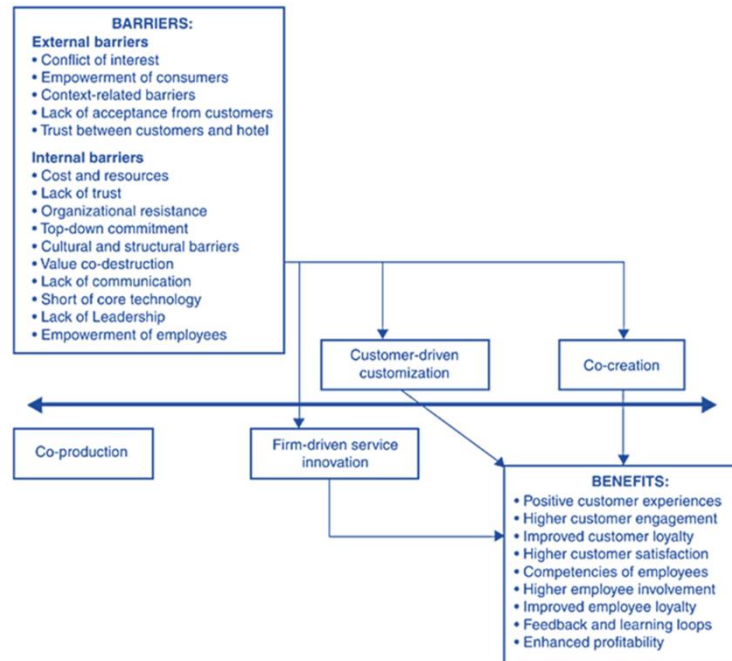 BARRIERS:
External barriers
• Conflict of interest
• Empowerment of consumers
• Context-related barriers
• Lack of acceptance from customers
• Trust between customers and hotel
Internal barriers
• Cost and resources
• Lack of trust
• Organizational resistance
• Top-down commitment
• Cultural and structural barriers
• Value co-destruction
• Lack of communication
• Short of core technology
• Lack of Leadership
• Empowerment of employees
Customer-driven
customization
Co-creation
Co-production
Firm-driven service
innovation
BENEFITS:
• Positive customer experiences
• Higher customer engagement
• Improved customer loyalty
• Higher customer satisfaction
• Competencies of employees
• Higher employee involvement
• Improved employee loyalty
• Feedback and learning loops
• Enhanced profitability